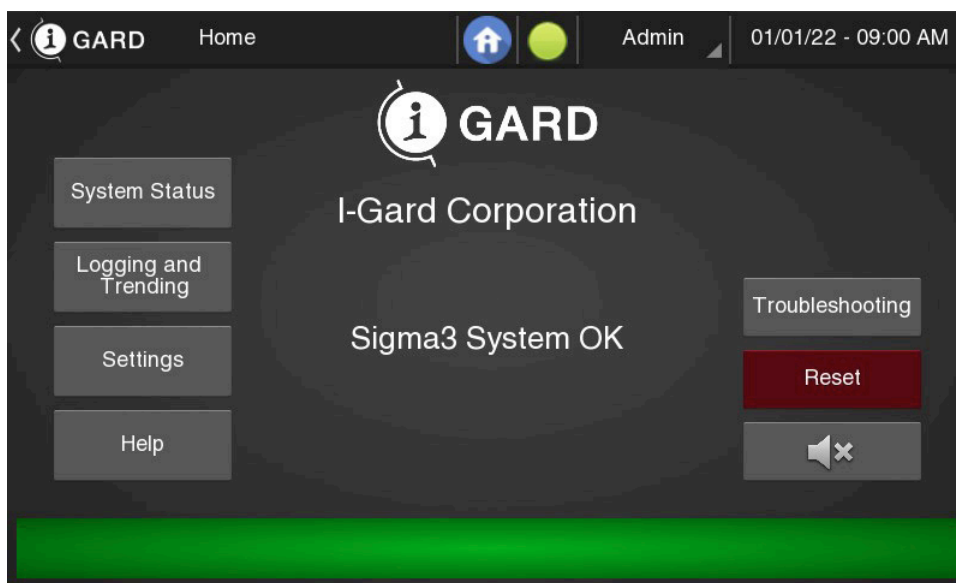 i GARD Home Admin 01/01/22 - 09:00 AM
i GARD
System Status
I-Gard Corporation
Logging and
Trending
Troubleshooting
Sigma3 System OK
Settings
Reset
Help